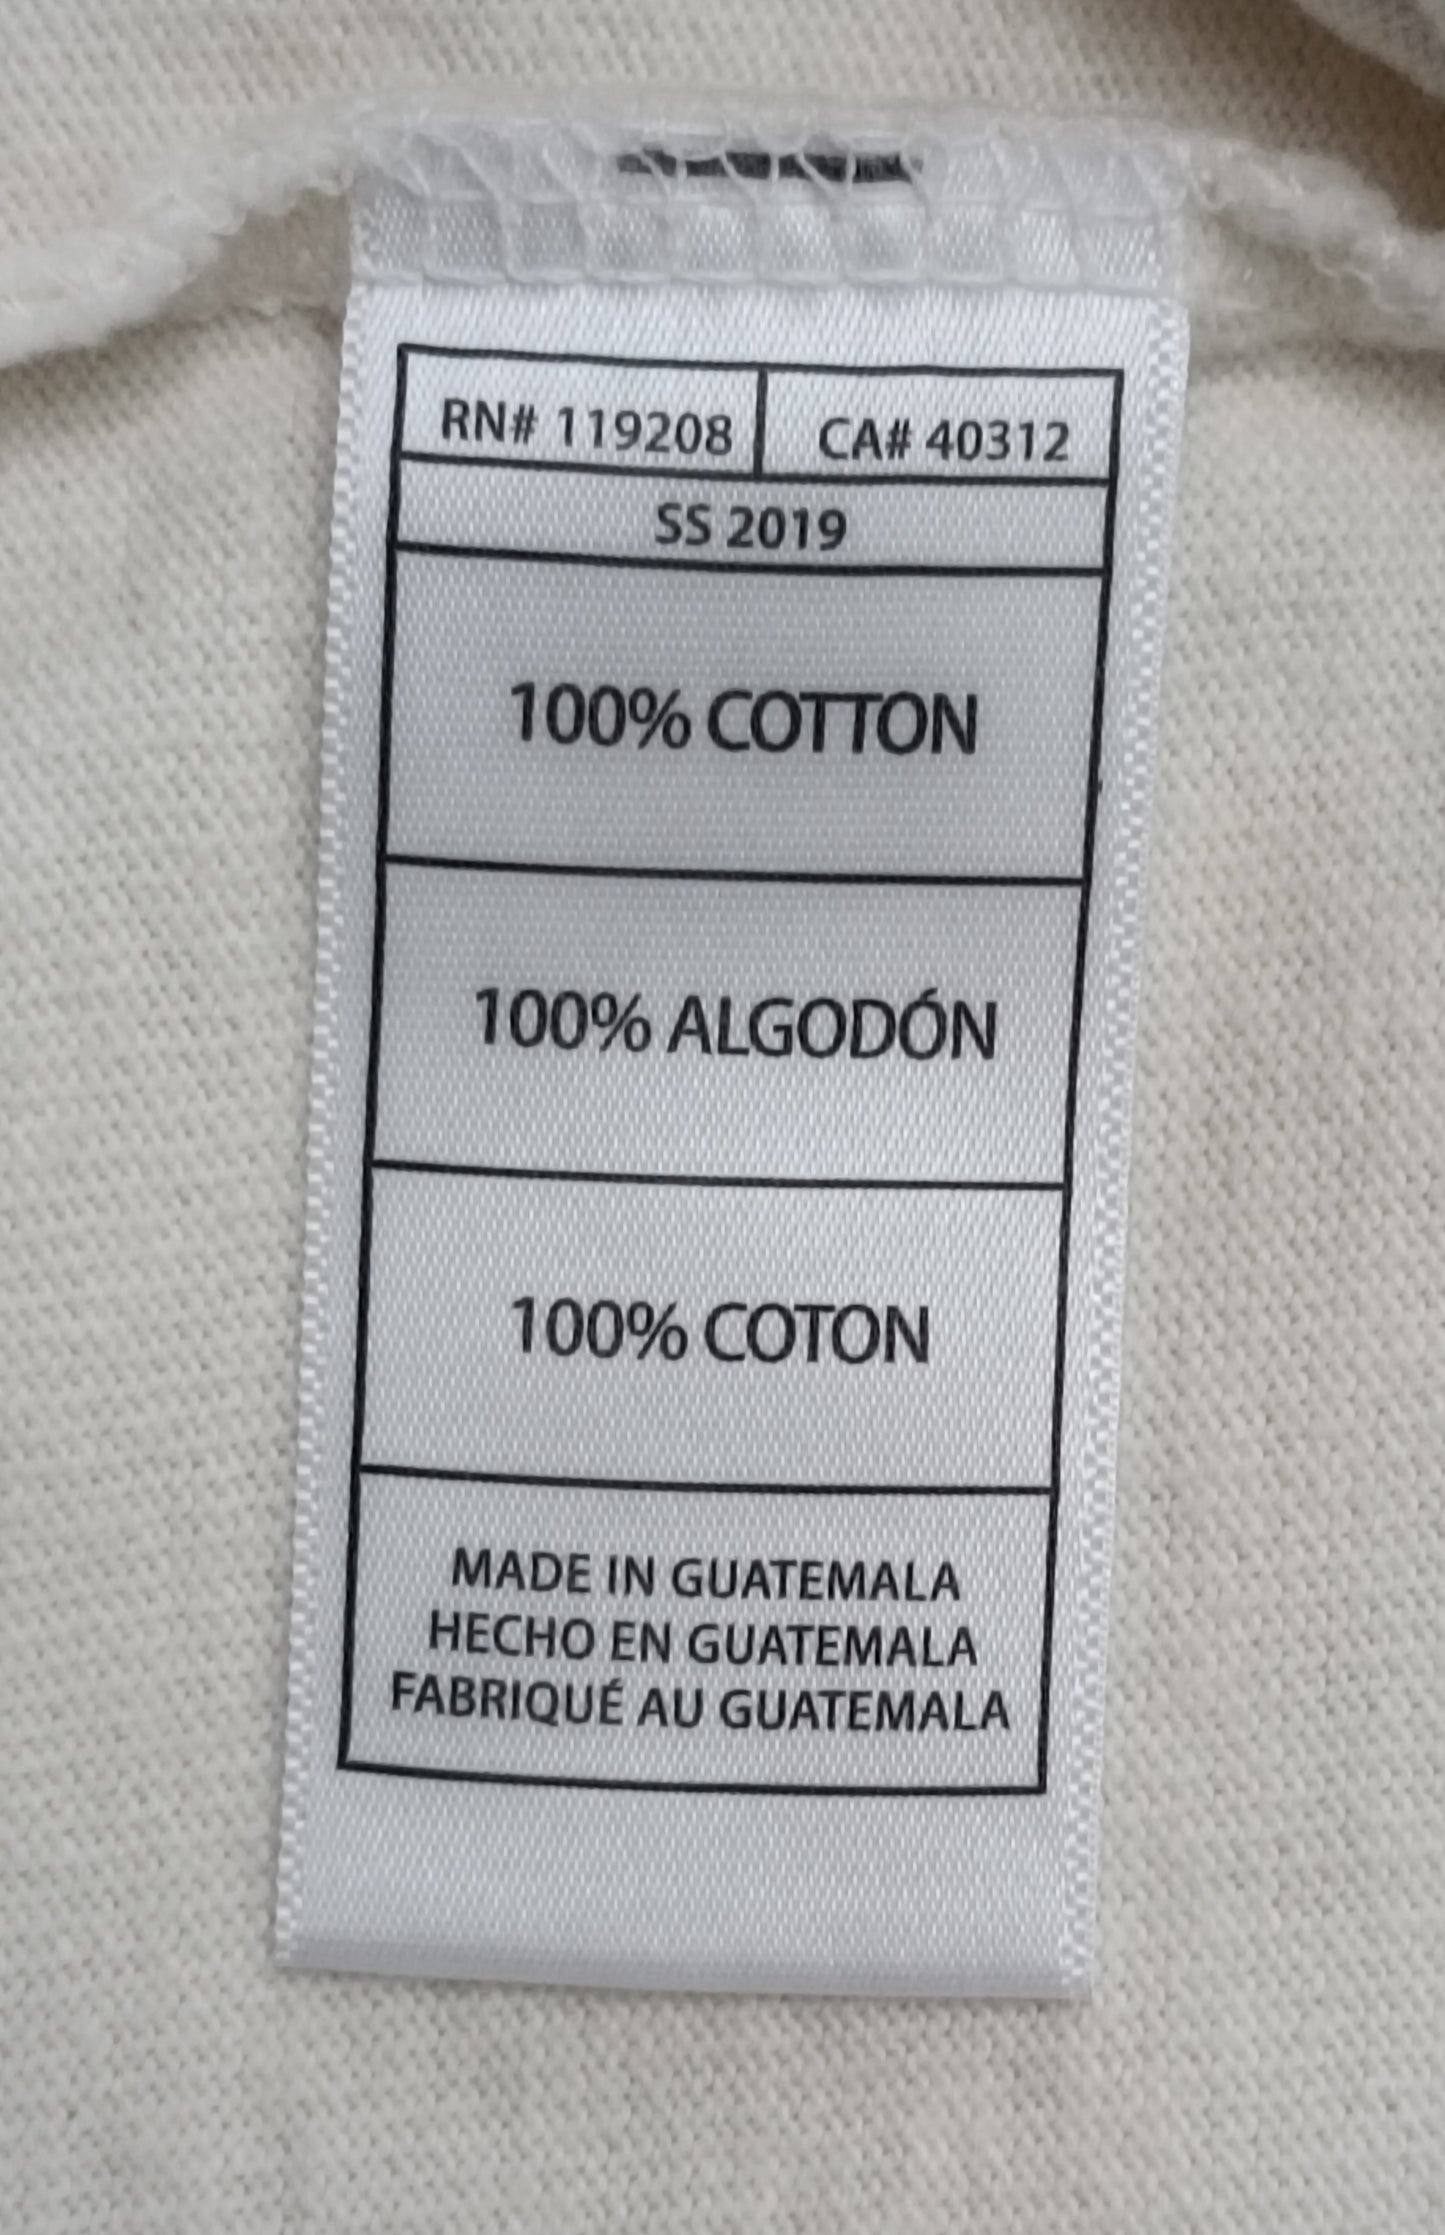 RN# 119208 CA# 40312
SS 2019
100% COTTON
100% ALGODÓN
100% COTON
MADE IN GUATEMALA
HECHO EN GUATEMALA
FABRIQUÉ AU GUATEMALA